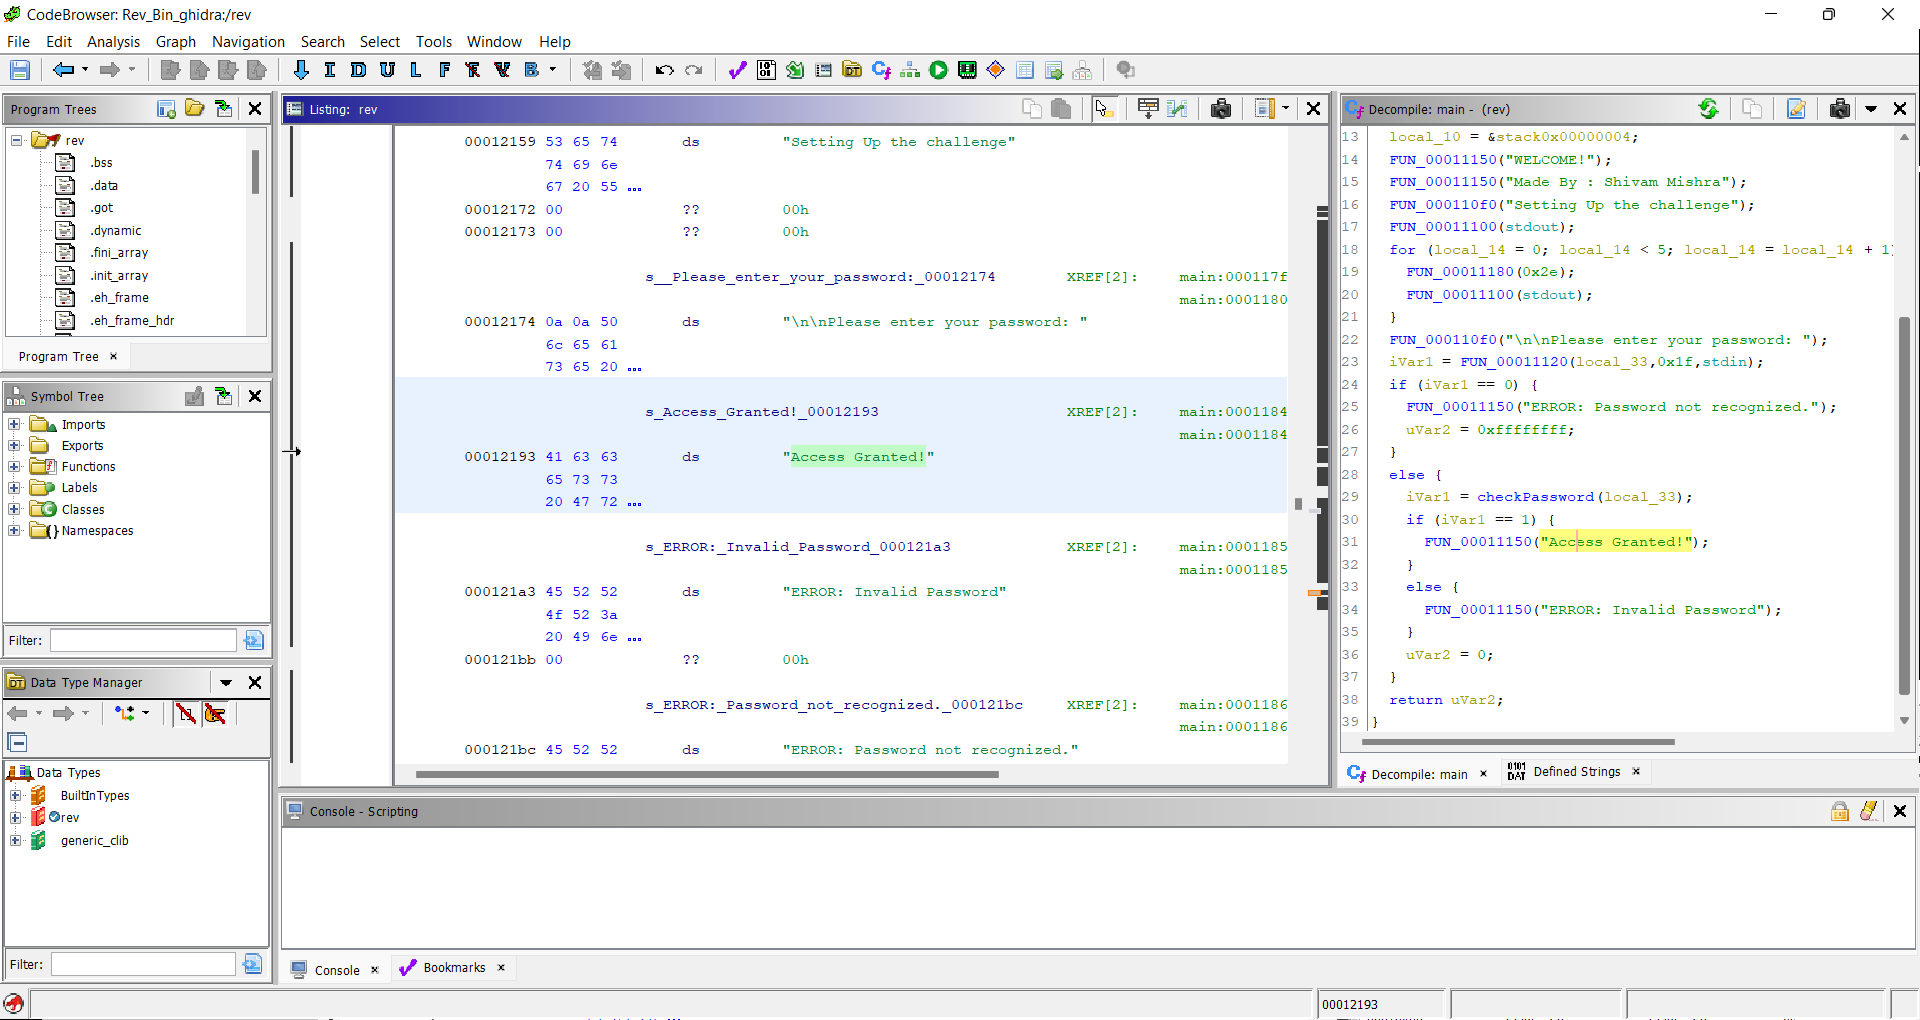 CodeBrowser: Rev_Bin_ghidra:/rev
File Edit Analysis Graph Navigation Search Select Tools Window Help
I D U L F B
Program Trees
rev
.bss
.data
.got
.dynamic
.fini_array
.init_array
.eh_frame
.eh_frame_hdr
Program Tree
Symbol Tree
Imports
Exports
Functions
Labels
Classes
Namespaces
Filter:
Data Type Manager
Data Types
BuiltInTypes
rev
generic_clib
Filter:
Listing: rev
00012159 53 65 74 ds "Setting Up the challenge"
74 69 6e
67 20 55 ...
00012172 00 ?? 00h
00012173 00 ?? 00h
s__Please_enter_your_password:_00012174 XREF[2]: main:000117f
main:0001180
00012174 0a 0a 50 ds "\n\nPlease enter your password: "
6c 65 61
73 65 20 ...
s_Access_Granted!_00012193 XREF[2]: main:0001184
main:0001184
00012193 41 63 63 ds "Access Granted!"
65 73 73
20 47 72 ...
s_ERROR:_Invalid_Password_000121a3 XREF[2]: main:0001185
main:0001185
000121a3 45 52 52 ds "ERROR: Invalid Password"
4f 52 3a
20 49 6e ...
000121bb 00 ?? 00h
s_ERROR:_Password_not_recognized._000121bc XREF[2]: main:0001186
main:0001186
000121bc 45 52 52 ds "ERROR: Password not recognized."
Decompile: main - (rev)
13 local_10 = &stack0x00000004;
14 FUN_00011150("WELCOME!");
15 FUN_00011150("Made By : Shivam Mishra");
16 FUN_000110f0("Setting Up the challenge");
17 FUN_00011100(stdout);
18 for (local_14 = 0; local_14 < 5; local_14 = local_14 + 1)
19 FUN_00011180(0x2e);
20 FUN_00011100(stdout);
21 }
22 FUN_000110f0("\n\nPlease enter your password: ");
23 iVar1 = FUN_00011120(local_33,0x1f,stdin);
24 if (iVar1 == 0) {
25 FUN_00011150("ERROR: Password not recognized.");
26 uVar2 = 0xffffffff;
27 }
28 else {
29 iVar1 = checkPassword(local_33);
30 if (iVar1 == 1) {
31 FUN_00011150("Access Granted!");
32 }
33 else {
34 FUN_00011150("ERROR: Invalid Password");
35 }
36 uVar2 = 0;
37 }
38 return uVar2;
39 }
Decompile: main Defined Strings
Console - Scripting
Console Bookmarks
00012193